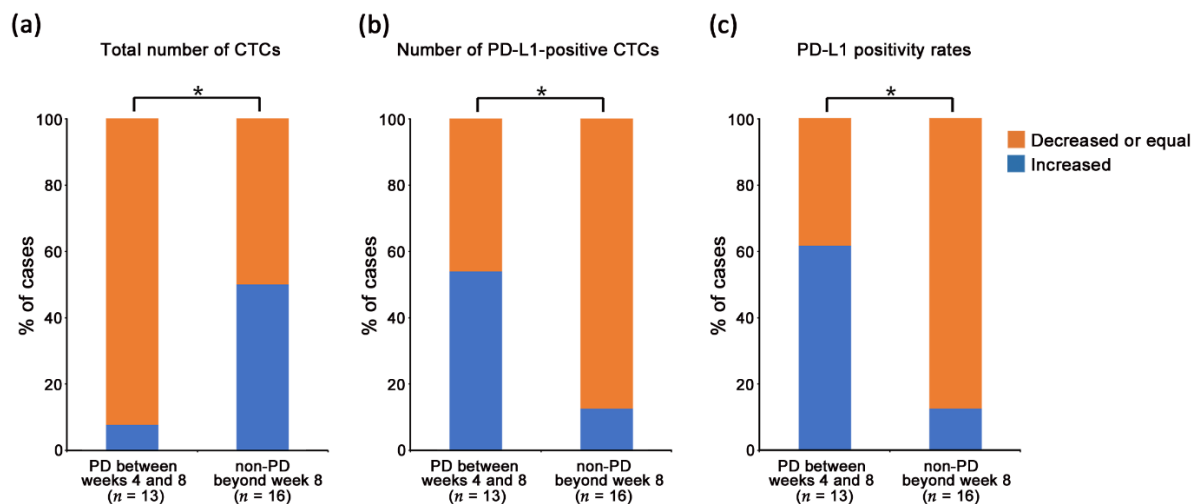 (a)
Total number of CTCs
*
% of cases
100
80
60
40
20
0
PD between
weeks 4 and 8
(n = 13)
non-PD
beyond week 8
(n = 16)
(b)
Number of PD-L1-positive CTCs
*
% of cases
100
80
60
40
20
0
PD between
weeks 4 and 8
(n = 13)
non-PD
beyond week 8
(n = 16)
(c)
PD-L1 positivity rates
*
% of cases
100
80
60
40
20
0
PD between
weeks 4 and 8
(n = 13)
non-PD
beyond week 8
(n = 16)
Decreased or equal
Increased